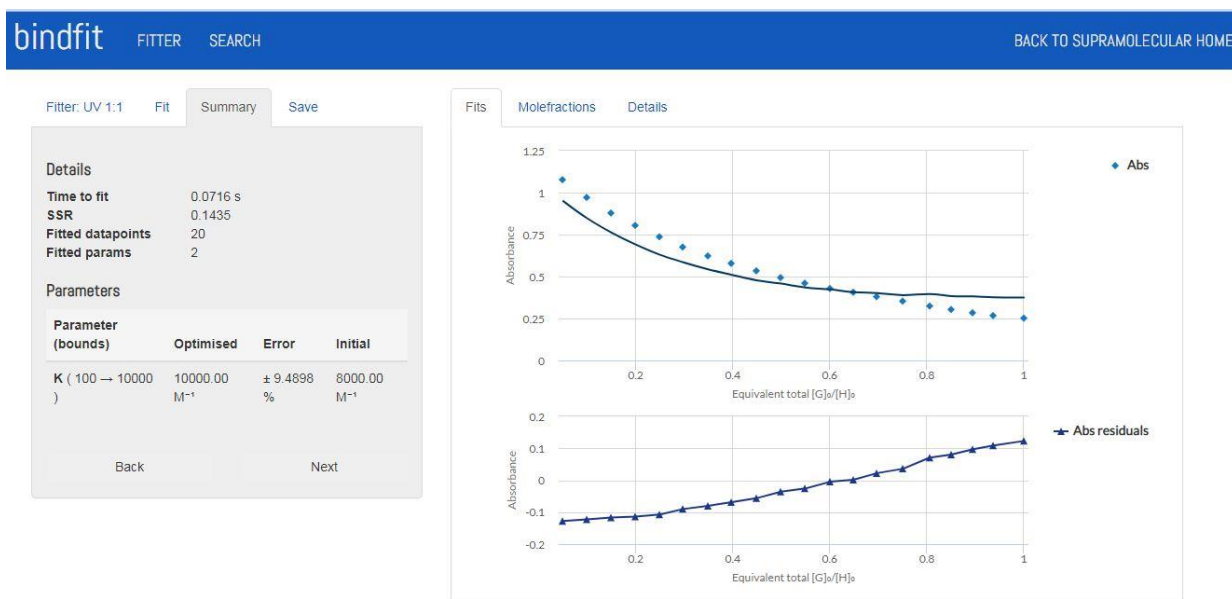 bindfit FITTER SEARCH BACK TO SUPRAMOLECULAR HOME
Fitter: UV 1:1 Fit Summary Save
Details
Time to fit 0.0716 s
SSR 0.1435
Fitted datapoints 20
Fitted params 2
Parameters
Parameter
(bounds) Optimised Error Initial
K ( 100 → 10000 10000.00 ± 9.4898 8000.00
) M⁻¹ % M⁻¹
Back Next
Fits Molefractions Details
1.25
1
0.75
0.5
0.25
0
Absorbance
0.2 0.4 0.6 0.8 1
Equivalent total [G]₀/[H]₀
Abs
0.2
0.1
0
-0.1
-0.2
Absorbance
0.2 0.4 0.6 0.8 1
Equivalent total [G]₀/[H]₀
Abs residuals